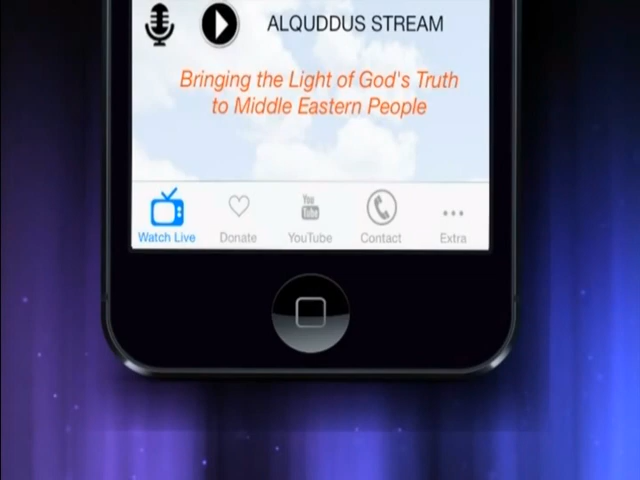 ALQUDDUS STREAM
Bringing the Light of God's Truth
to Middle Eastern People
You
Tube
Watch Live
Donate
YouTube
Contact
Extra